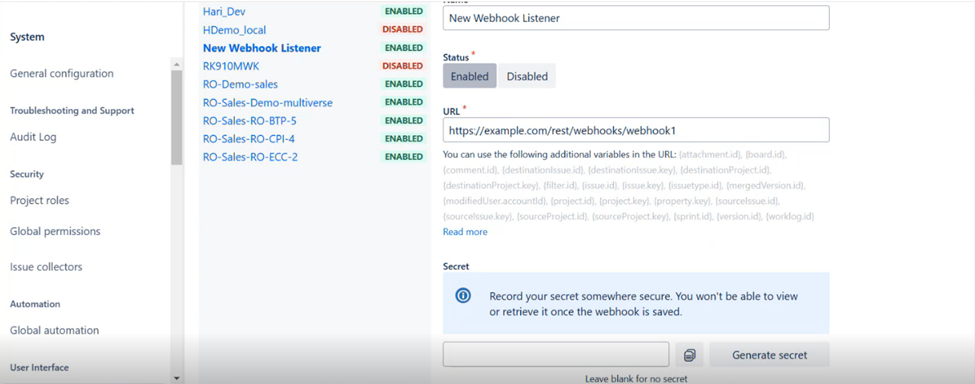 System
General configuration
Troubleshooting and Support
Audit Log
Security
Project roles
Global permissions
Issue collectors
Automation
Global automation
User Interface
Hari_Dev ENABLED
HDemo_local DISABLED
New Webhook Listener ENABLED
RK910MWK DISABLED
RO-Demo-sales ENABLED
RO-Sales-Demo-multiverse ENABLED
RO-Sales-RO-BTP-5 ENABLED
RO-Sales-RO-CPI-4 ENABLED
RO-Sales-RO-ECC-2 ENABLED
Name
New Webhook Listener
Status *
Enabled Disabled
URL *
https://example.com/rest/webhooks/webhook1
You can use the following additional variables in the URL: {attachment.id}, {board.id},
{comment.id}, {destinationIssue.id}, {destinationIssue.key}, {destinationProject.id},
{destinationProject.key}, {filter.id}, {issue.id}, {issue.key}, {issuetype.id}, {mergedVersion.id},
{modifiedUser.accountId}, {project.id}, {project.key}, {property.key}, {sourceIssue.id},
{sourceIssue.key}, {sourceProject.id}, {sourceProject.key}, {sprint.id}, {version.id}, {worklog.id}
Read more
Secret
Record your secret somewhere secure. You won't be able to view
or retrieve it once the webhook is saved.
Generate secret
Leave blank for no secret